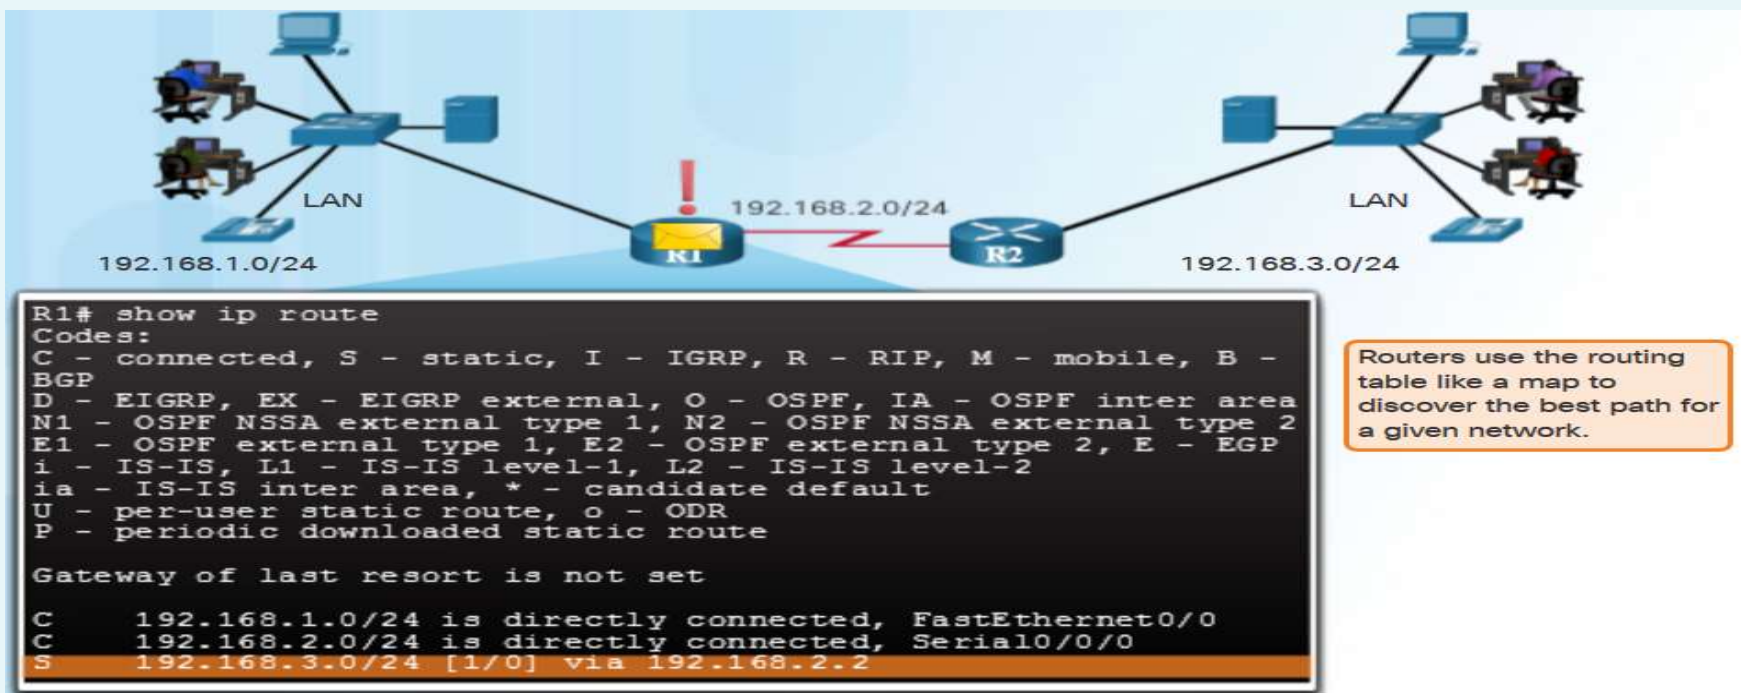 LAN
192.168.1.0/24
R1
192.168.2.0/24
R2
LAN
192.168.3.0/24
R1# show ip route
Codes:
C - connected, S - static, I - IGRP, R - RIP, M - mobile, B -
BGP
D - EIGRP, EX - EIGRP external, O - OSPF, IA - OSPF inter area
N1 - OSPF NSSA external type 1, N2 - OSPF NSSA external type 2
E1 - OSPF external type 1, E2 - OSPF external type 2, E - EGP
i - IS-IS, L1 - IS-IS level-1, L2 - IS-IS level-2
ia - IS-IS inter area, * - candidate default
U - per-user static route, o - ODR
P - periodic downloaded static route
Gateway of last resort is not set
C 192.168.1.0/24 is directly connected, FastEthernet0/0
C 192.168.2.0/24 is directly connected, Serial0/0/0
S 192.168.3.0/24 [1/0] via 192.168.2.2
Routers use the routing
table like a map to
discover the best path for
a given network.